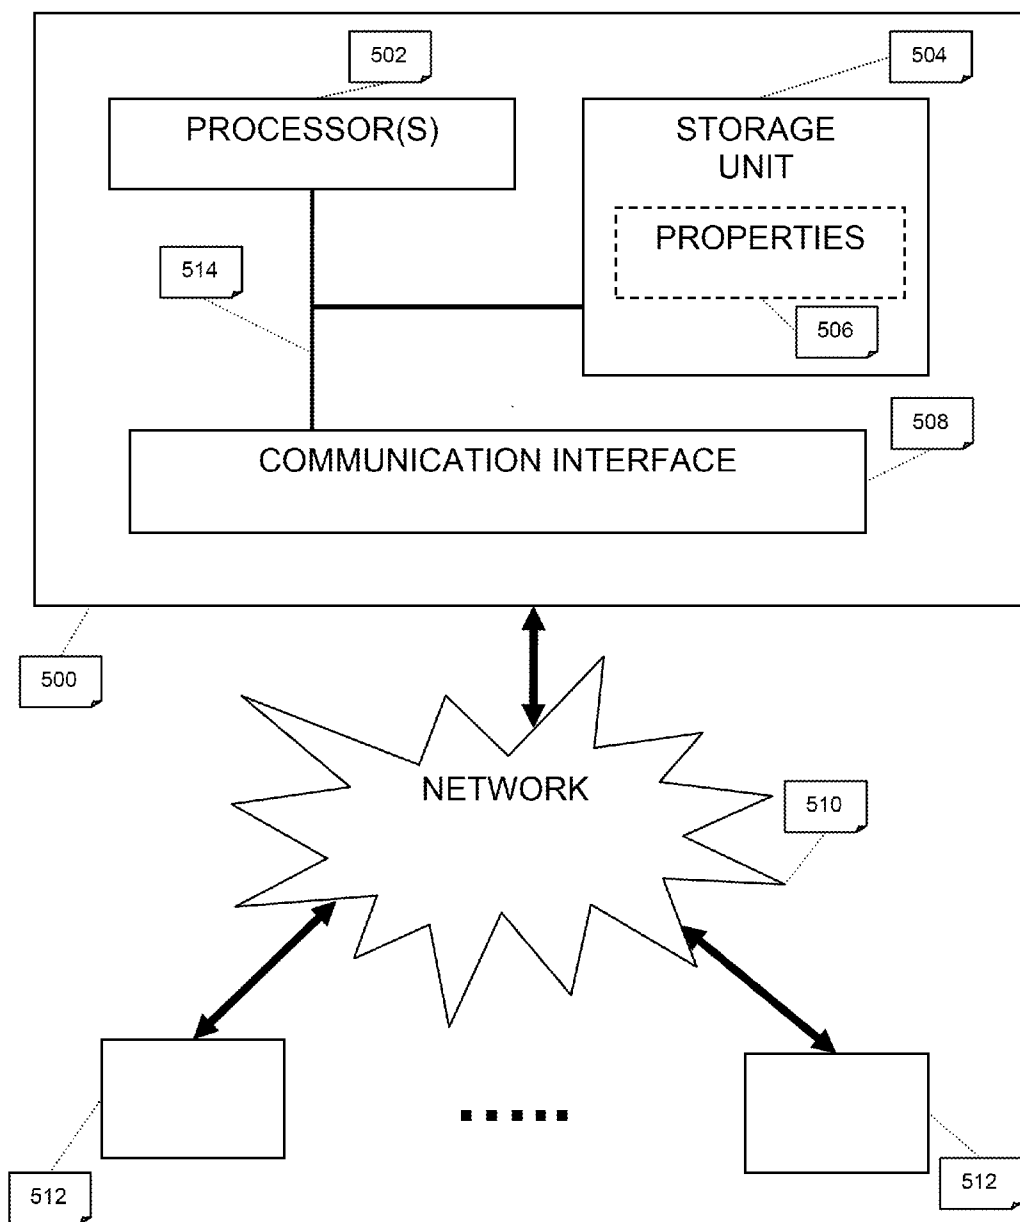 502
504
PROCESSOR(S)
STORAGE
UNIT
PROPERTIES
514
506
508
COMMUNICATION INTERFACE
500
NETWORK
510
512
512